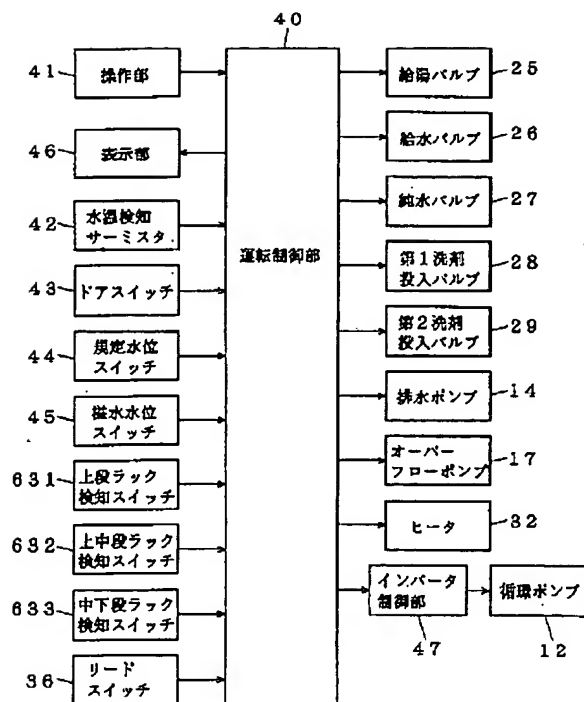 40
41
操作部
46
表示部
42
水温検知
サーミスタ
43
ドアスイッチ
44
規定水位
スイッチ
45
溢水水位
スイッチ
631
上段ラック
検知スイッチ
632
上中段ラック
検知スイッチ
633
中下段ラック
検知スイッチ
36
リード
スイッチ
運転制御部
給湯バルブ
25
給水バルブ
26
純水バルブ
27
第1洗剤
投入バルブ
28
第2洗剤
投入バルブ
29
排水ポンプ
14
オーバー
フローポンプ
17
ヒータ
32
インバータ
制御部
47
循環ポンプ
12